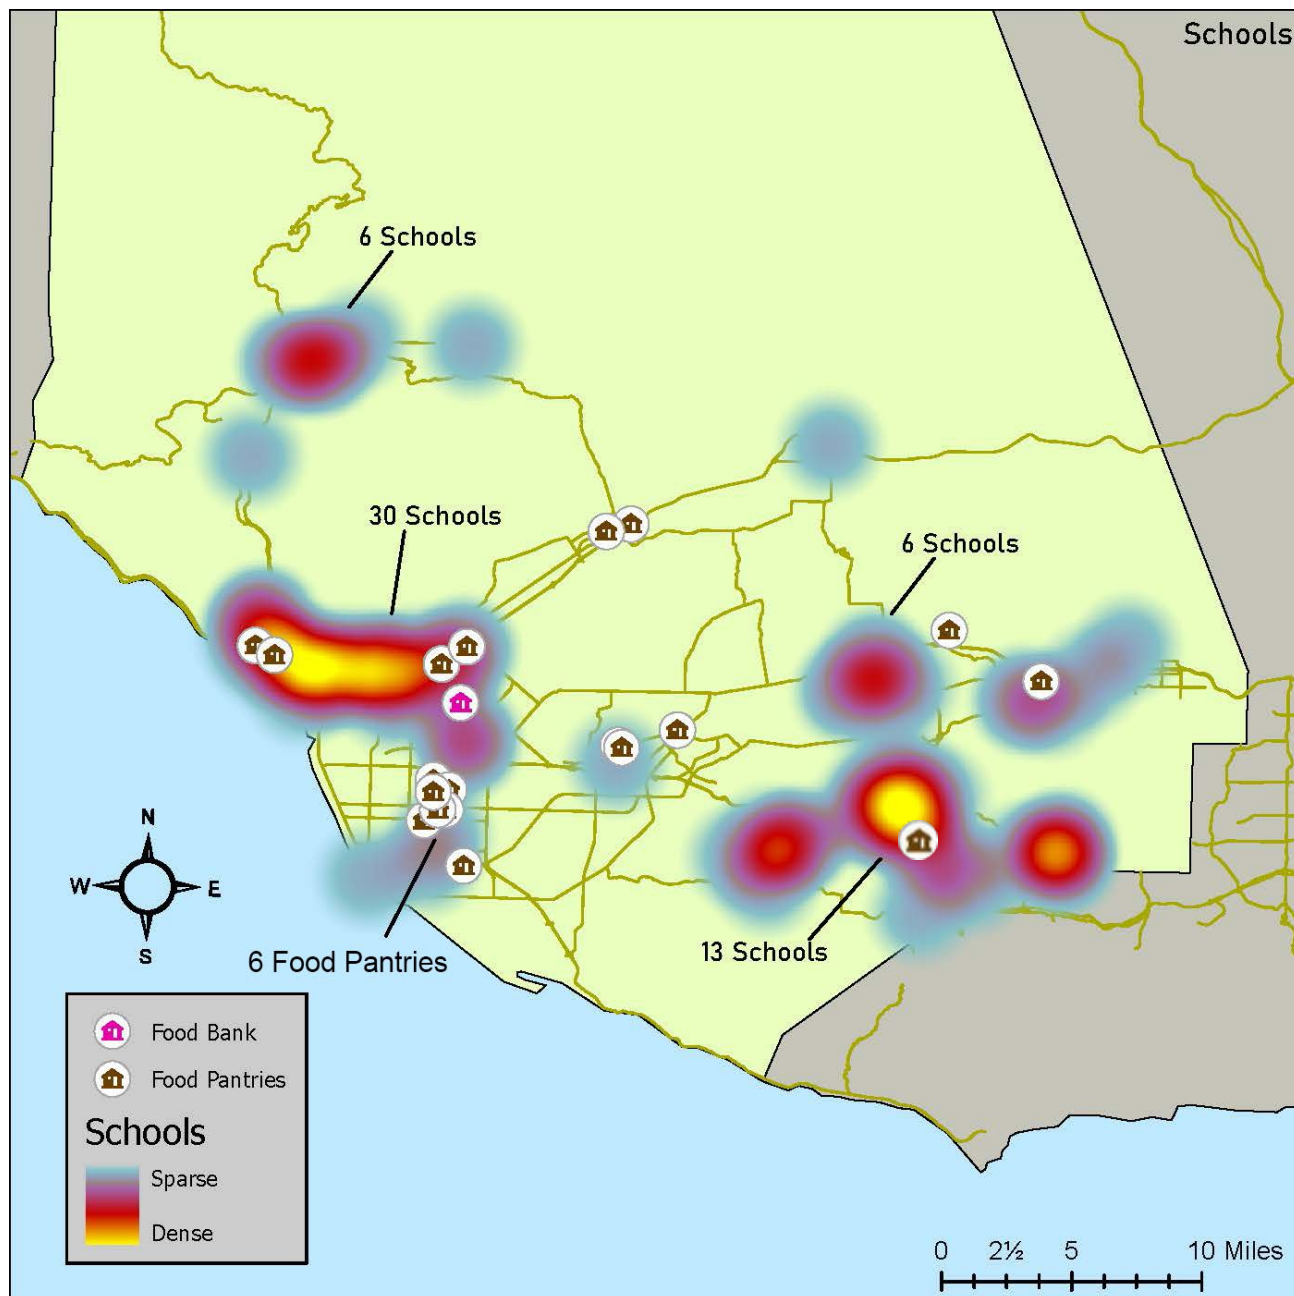 Schools
6 Schools
30 Schools
6 Schools
13 Schools
6 Food Pantries
N
W E
S
Food Bank
Food Pantries
Schools
Sparse
Dense
0 2½ 5 10 Miles